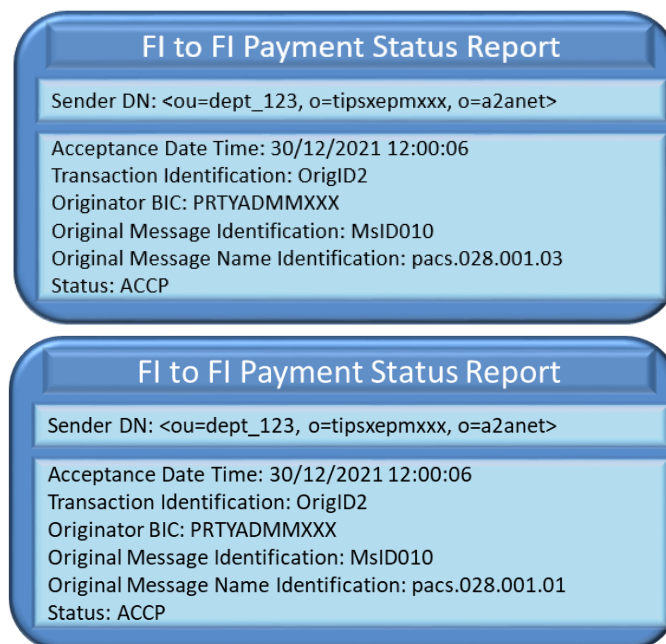 FI to FI Payment Status Report
Sender DN: <ou=dept_123, o=tipsxepmxxx, o=a2anet>
Acceptance Date Time: 30/12/2021 12:00:06
Transaction Identification: OrigID2
Originator BIC: PRTYADMMXXX
Original Message Identification: MsID010
Original Message Name Identification: pacs.028.001.03
Status: ACCP
FI to FI Payment Status Report
Sender DN: <ou=dept_123, o=tipsxepmxxx, o=a2anet>
Acceptance Date Time: 30/12/2021 12:00:06
Transaction Identification: OrigID2
Originator BIC: PRTYADMMXXX
Original Message Identification: MsID010
Original Message Name Identification: pacs.028.001.01
Status: ACCP